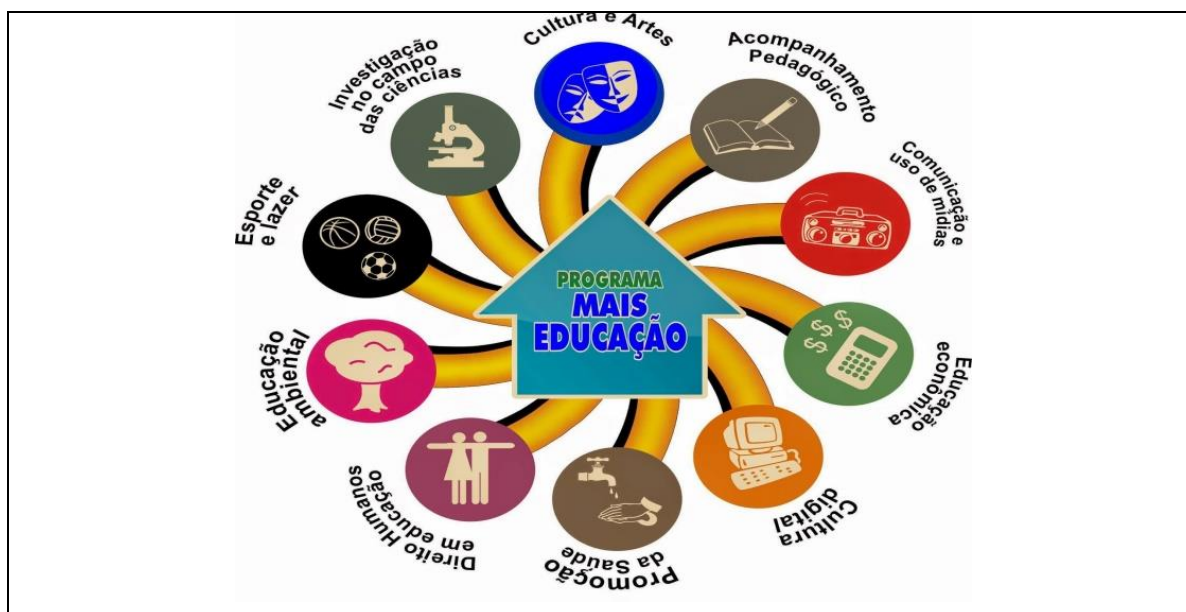 PROGRAMA
MAIS
EDUCAÇÃO
Cultura e Artes
Acompanhamento
Pedagógico
Comunicação e
uso de mídias
Educação
econômica
Cultura
digital
Promoção
da Saúde
Direito Humanos
em educação
Educação
ambiental
Esporte
e lazer
Investigação
no campo
das ciências